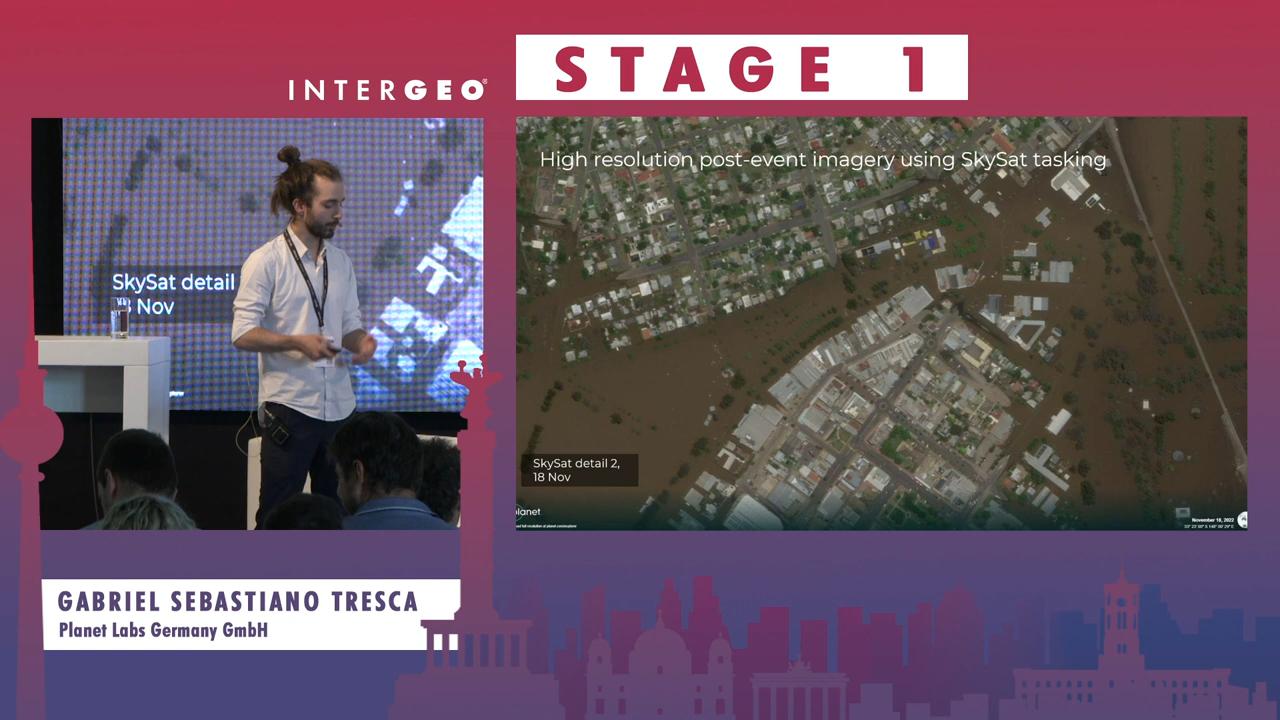 STAGE 1
INTERGEO®
High resolution post-event imagery using SkySat tasking
SkySat detail
18 Nov
SkySat detail 2,
18 Nov
planet
November 18, 2022
GABRIEL SEBASTIANO TRESCA
Planet Labs Germany GmbH